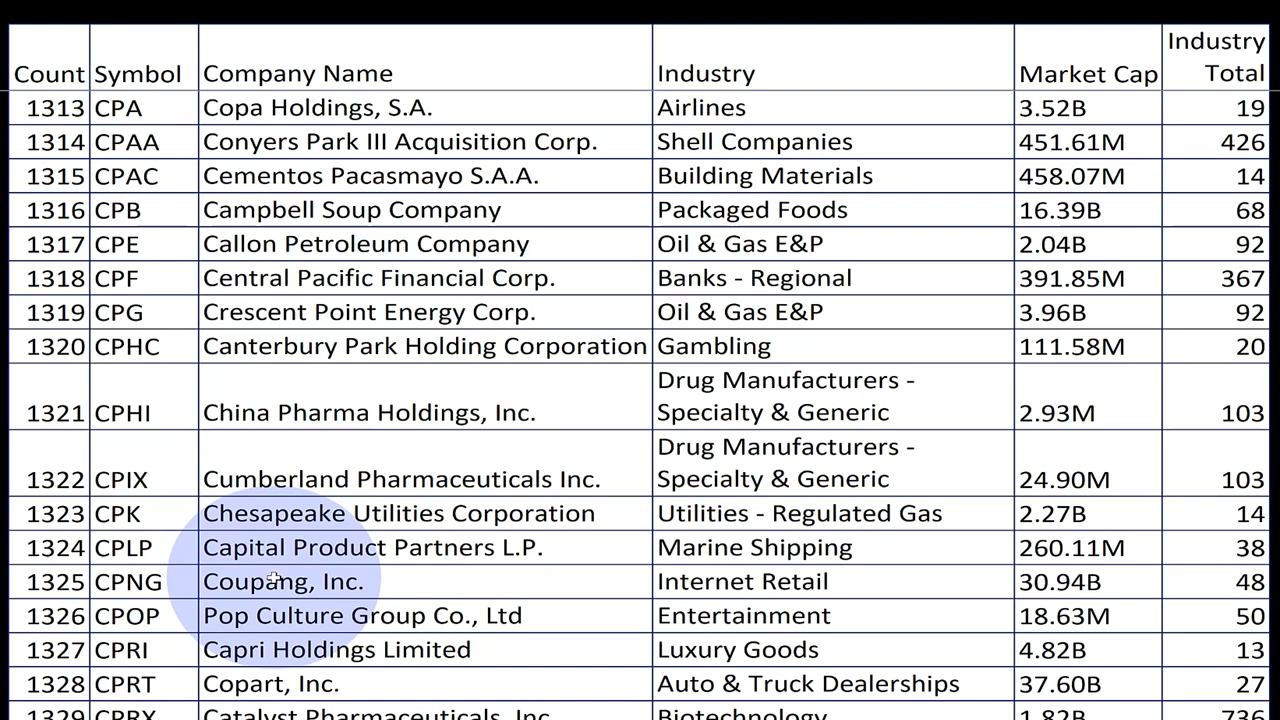 Count Symbol Company Name Industry Market Cap Industry Total
1313 CPA Copa Holdings, S.A. Airlines 3.52B 19
1314 CPAA Conyers Park III Acquisition Corp. Shell Companies 451.61M 426
1315 CPAC Cementos Pacasmayo S.A.A. Building Materials 458.07M 14
1316 CPB Campbell Soup Company Packaged Foods 16.39B 68
1317 CPE Callon Petroleum Company Oil & Gas E&P 2.04B 92
1318 CPF Central Pacific Financial Corp. Banks - Regional 391.85M 367
1319 CPG Crescent Point Energy Corp. Oil & Gas E&P 3.96B 92
1320 CPHC Canterbury Park Holding Corporation Gambling 111.58M 20
1321 CPHI China Pharma Holdings, Inc. Drug Manufacturers - Specialty & Generic 2.93M 103
1322 CPIX Cumberland Pharmaceuticals Inc. Drug Manufacturers - Specialty & Generic 24.90M 103
1323 CPK Chesapeake Utilities Corporation Utilities - Regulated Gas 2.27B 14
1324 CPLP Capital Product Partners L.P. Marine Shipping 260.11M 38
1325 CPNG Coupang, Inc. Internet Retail 30.94B 48
1326 CPOP Pop Culture Group Co., Ltd Entertainment 18.63M 50
1327 CPRI Capri Holdings Limited Luxury Goods 4.82B 13
1328 CPRT Copart, Inc. Auto & Truck Dealerships 37.60B 27
1329 CPRX Catalyst Pharmaceuticals, Inc. Biotechnology 1.82B 736